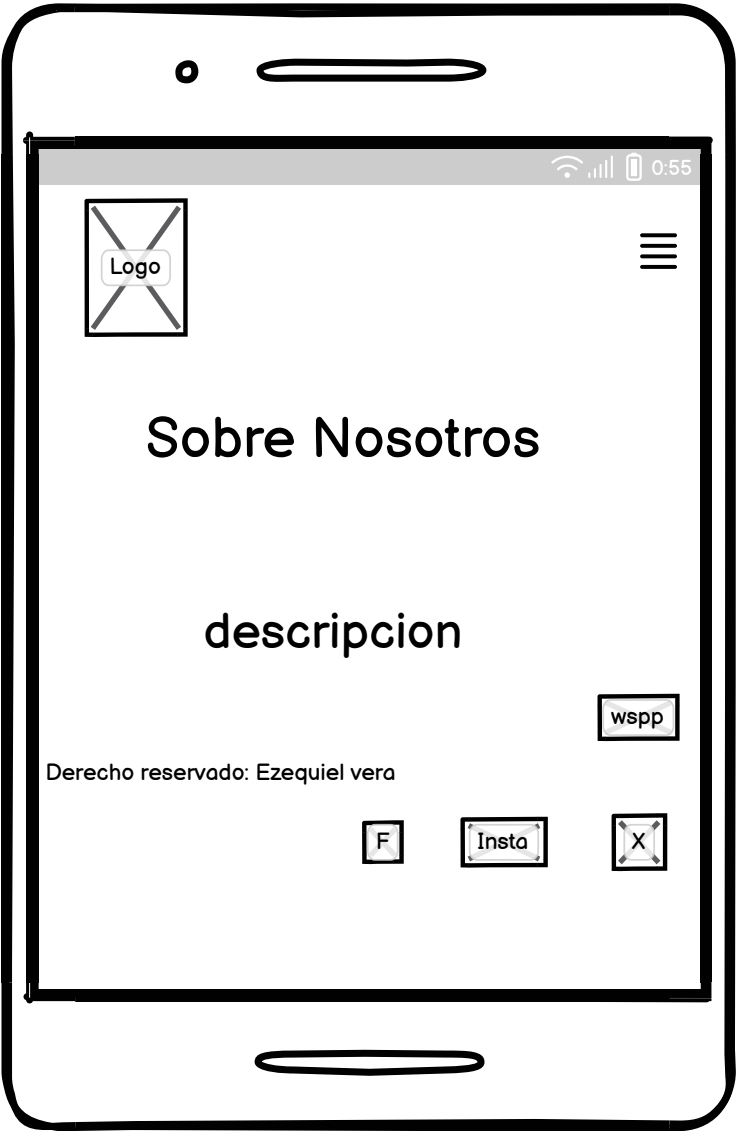 0:55
Logo
Sobre Nosotros
descripcion
wspp
Derecho reservado: Ezequiel vera
F Insta X